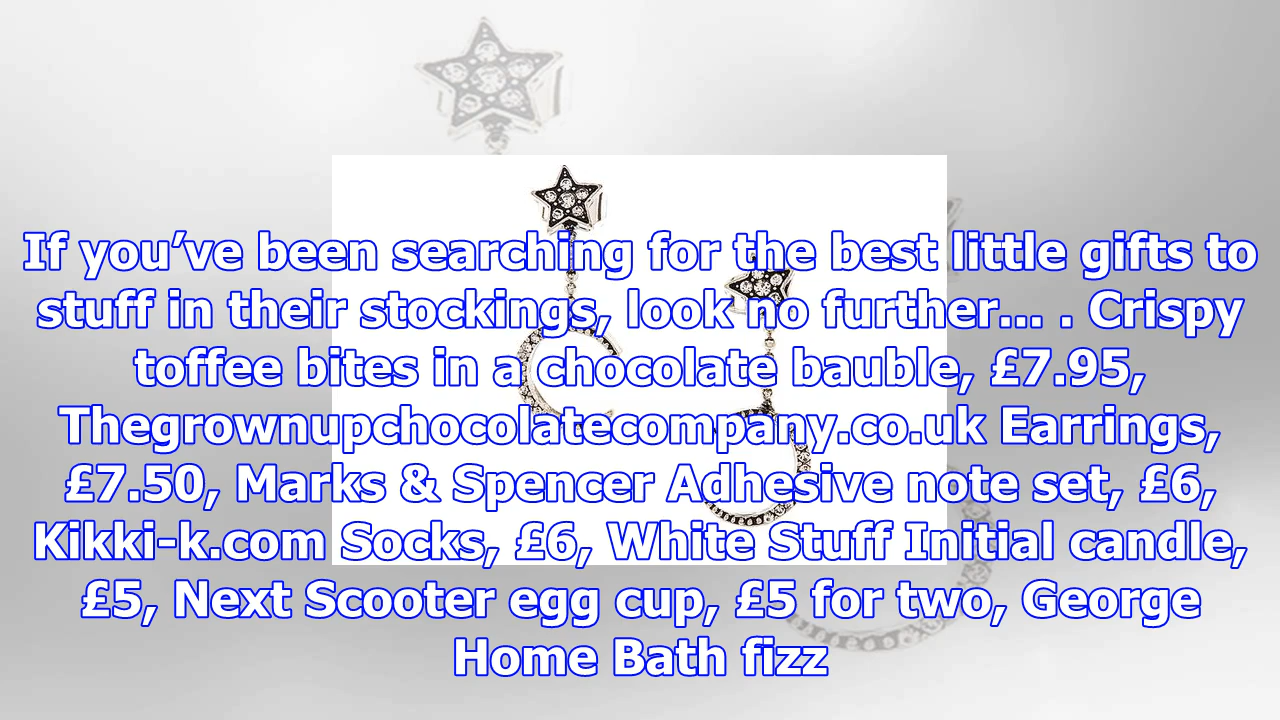 If you’ve been searching for the best little gifts to
stuff in their stockings, look no further... . Crispy
toffee bites in a chocolate bauble, £7.95,
Thegrownupchocolatecompany.co.uk Earrings,
£7.50, Marks & Spencer Adhesive note set, £6,
Kikki-k.com Socks, £6, White Stuff Initial candle,
£5, Next Scooter egg cup, £5 for two, George
Home Bath fizz